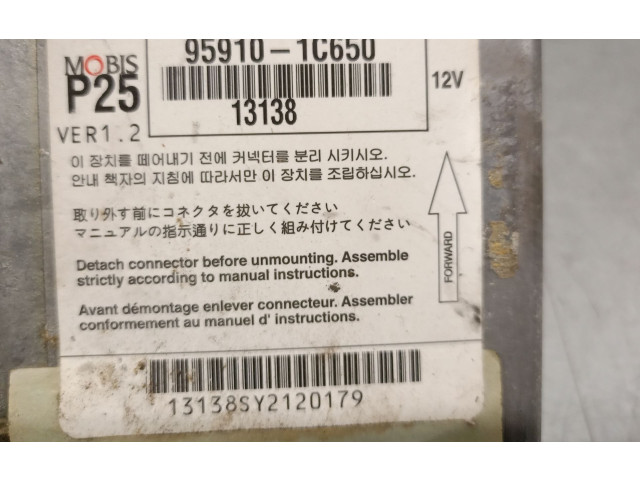 95910-1C650
MOBIS
P25
13138
12V
VER1.2
이 장치를 떼어내기 전에 커넥터를 분리 시키시오.
안내 책자의 지침에 따라서만 이 장치를 조립하십시오.
取り外す前にコネクタを抜いてください
マニュアルの指示通りに正しく組み付けてください
Detach connector before unmounting. Assemble
strictly according to manual instructions.
Avant démontage enlever connecteur. Assembler
conformement au manuel d' instructions.
FORWARD
13138SY2120179